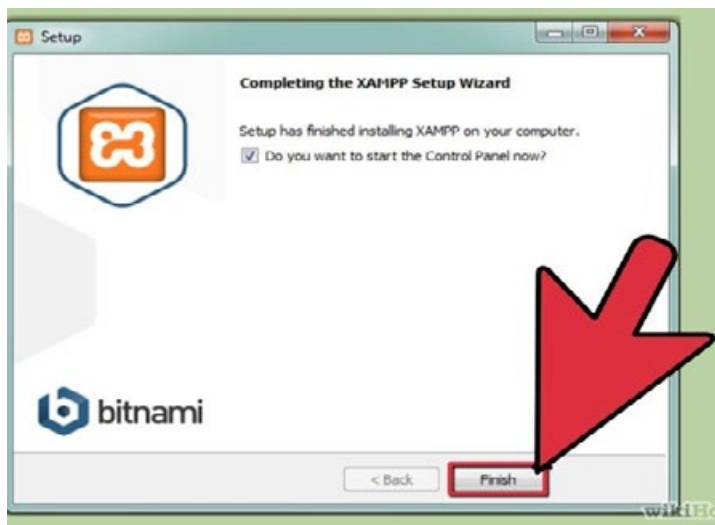 Setup
Completing the XAMPP Setup Wizard
Setup has finished installing XAMPP on your computer.
Do you want to start the Control Panel now?
bitnami
< Back
Finish
wikiHo